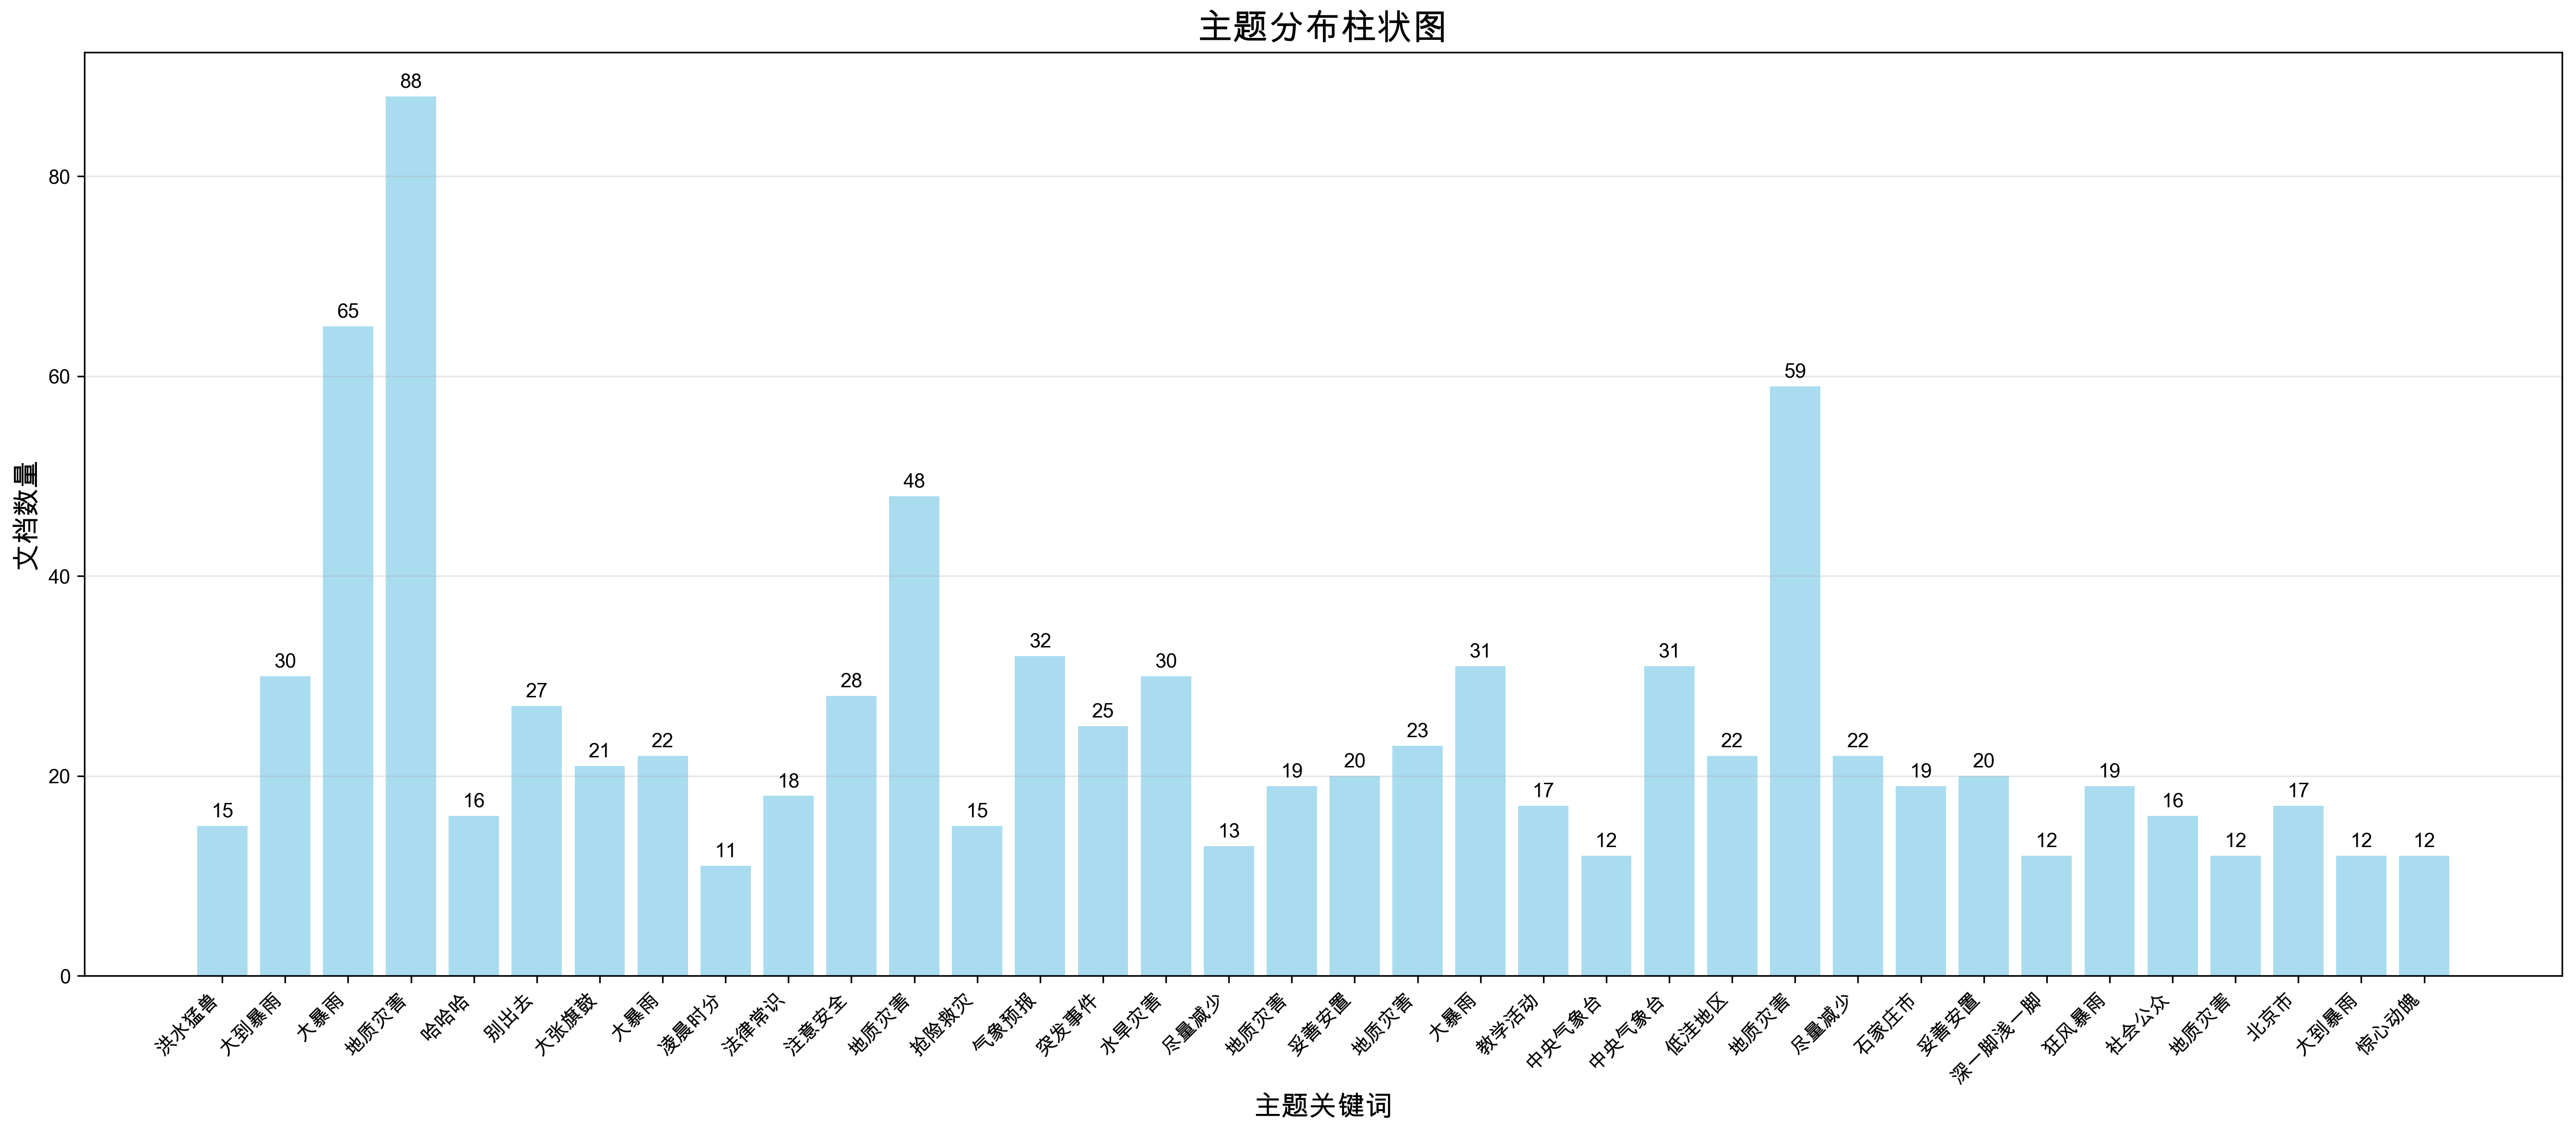 主题分布柱状图
文档数量
80
60
40
20
0
15
30
65
88
16
27
21
22
11
18
28
48
15
32
25
30
13
19
20
23
31
17
12
31
22
59
22
19
20
12
19
16
12
17
12
12
洪水猛兽
大到暴雨
大暴雨
地质灾害
哈哈哈
别出去
大张旗鼓
大暴雨
凌晨时分
法律常识
注意安全
地质灾害
抢险救灾
气象预报
突发事件
水旱灾害
尽量减少
地质灾害
妥善安置
地质灾害
大暴雨
教学活动
中央气象台
中央气象台
低洼地区
地质灾害
尽量减少
石家庄市
妥善安置
深一脚浅一脚
狂风暴雨
社会公众
地质灾害
北京市
大到暴雨
惊心动魄
主题关键词